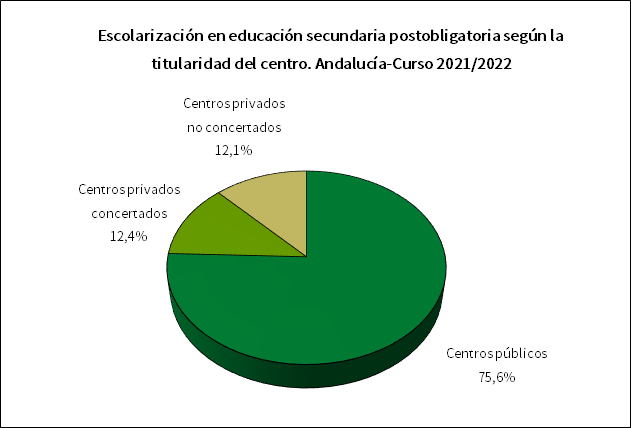 Escolarización en educación secundaria postobligatoria según la
titularidad del centro. Andalucía-Curso 2021/2022
Centros privados
no concertados
12,1%
Centros privados
concertados
12,4%
Centros públicos
75,6%